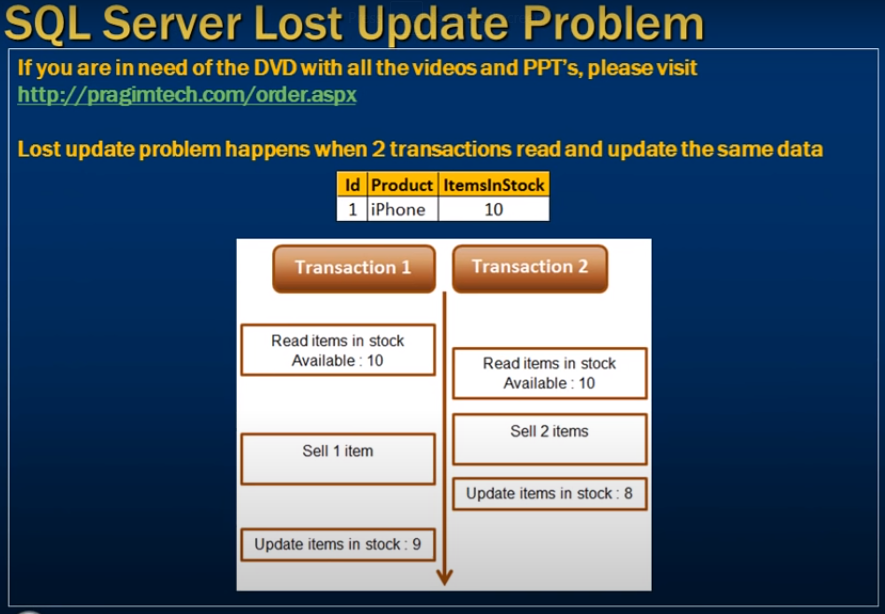 SQL Server Lost Update Problem
If you are in need of the DVD with all the videos and PPT's, please visit
http://pragimtech.com/order.aspx
Lost update problem happens when 2 transactions read and update the same data
Id Product ItemsInStock
1 iPhone 10
Transaction 1 Transaction 2
Read items in stock
Available : 10
Read items in stock
Available : 10
Sell 2 items
Sell 1 item
Update items in stock : 8
Update items in stock : 9